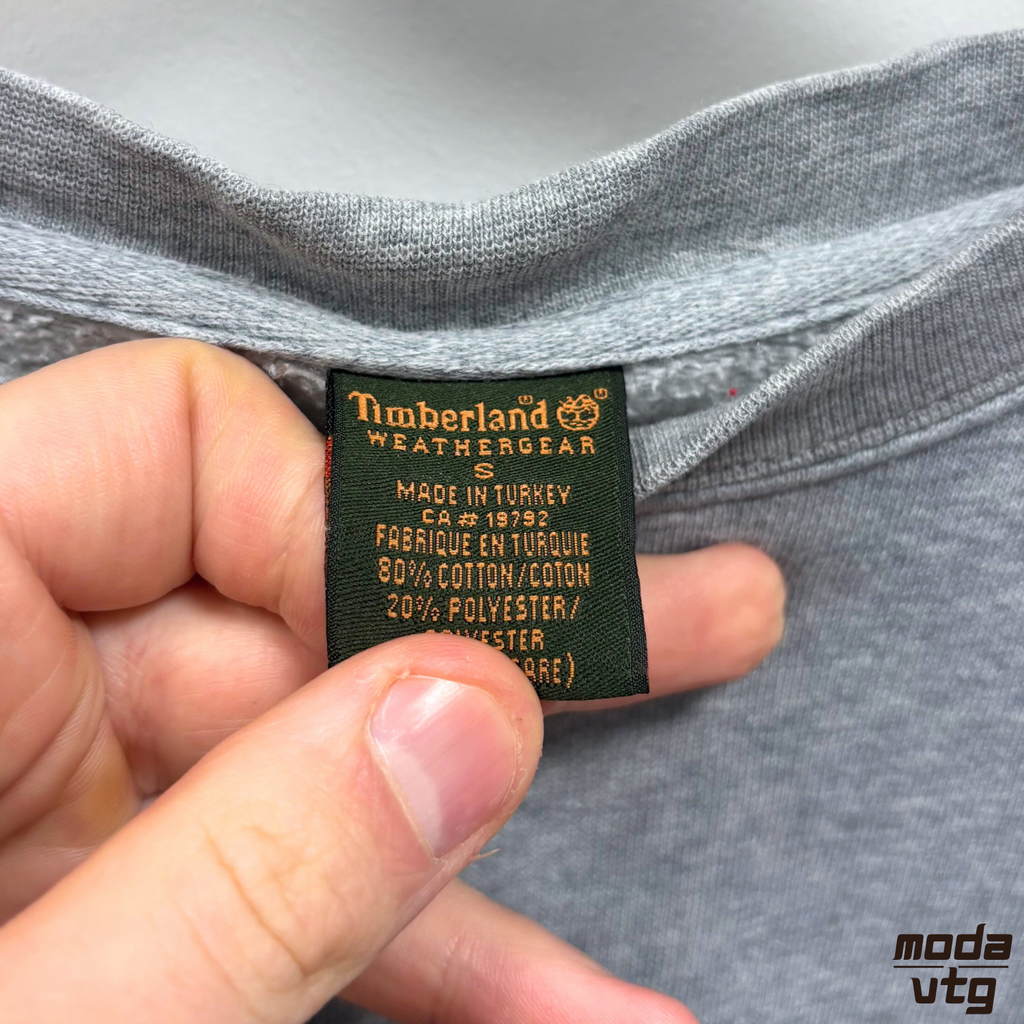 Timberland
WEATHERGEAR
S
MADE IN TURKEY
CA # 19792
FABRIQUE EN TURQUIE
80% COTTON/COTON
20% POLYESTER/
moda
vtg